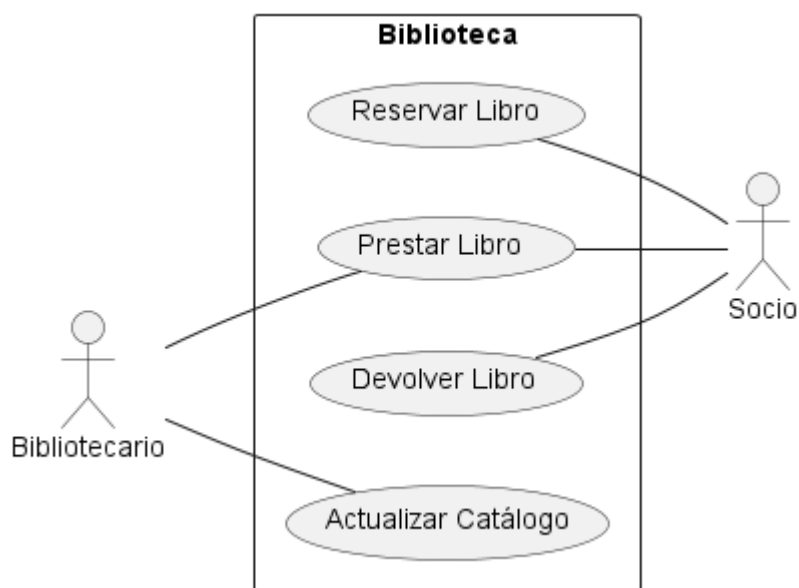 Biblioteca
Reservar Libro
Prestar Libro
Socio
Devolver Libro
Bibliotecario
Actualizar Catálogo